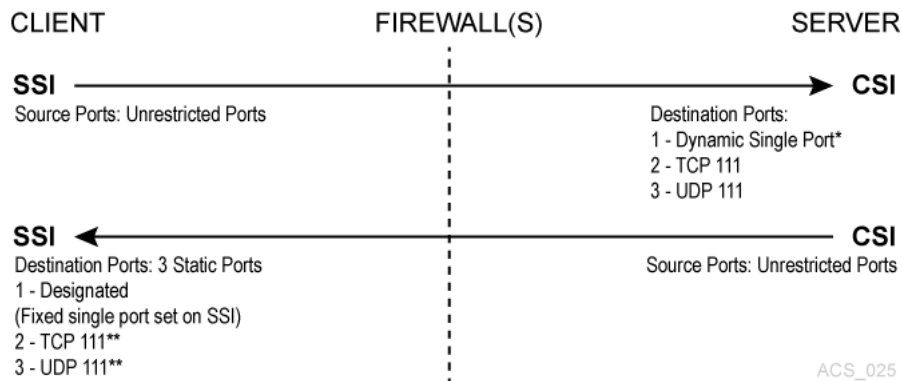 CLIENT FIREWALL(S) SERVER
SSI CSI
Source Ports: Unrestricted Ports
Destination Ports:
1 - Dynamic Single Port*
2 - TCP 111
3 - UDP 111
SSI CSI
Destination Ports: 3 Static Ports
1 - Designated
(Fixed single port set on SSI)
2 - TCP 111**
3 - UDP 111**
Source Ports: Unrestricted Ports
ACS_025